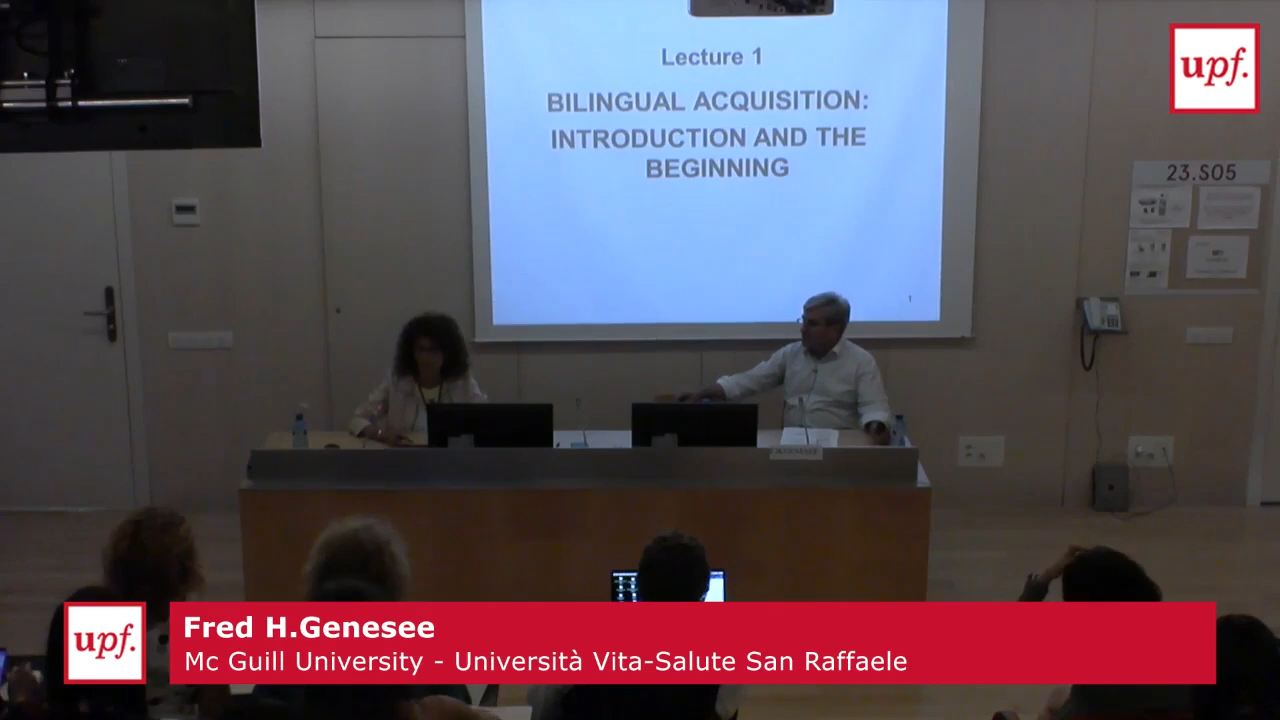 Lecture 1
BILINGUAL ACQUISITION:
INTRODUCTION AND THE
BEGINNING
1
upf.
23.S05
upf.
Fred H.Genesee
Mc Guill University - Università Vita-Salute San Raffaele